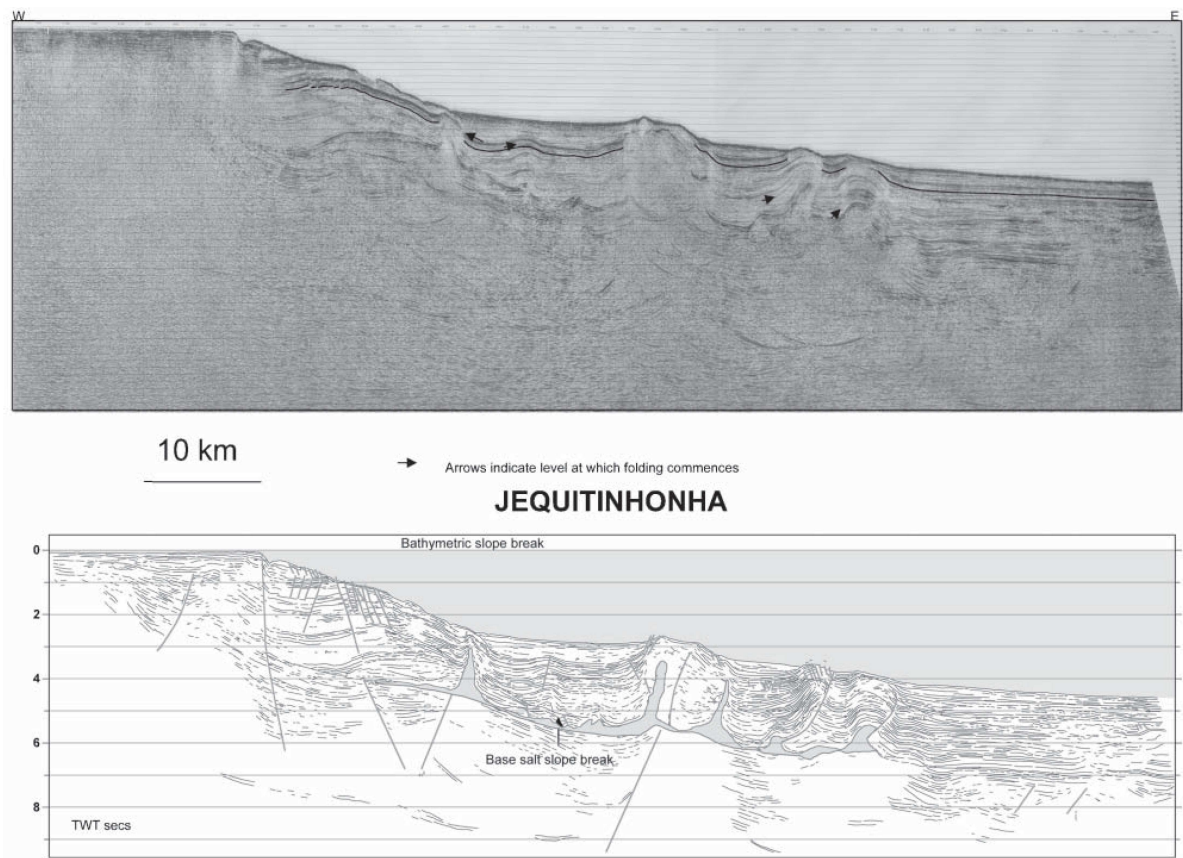 W E
10 km
Arrows indicate level at which folding commences
JEQUITINHONHA
Bathymetric slope break
0
2
4
6
Base salt slope break
8
TWT secs